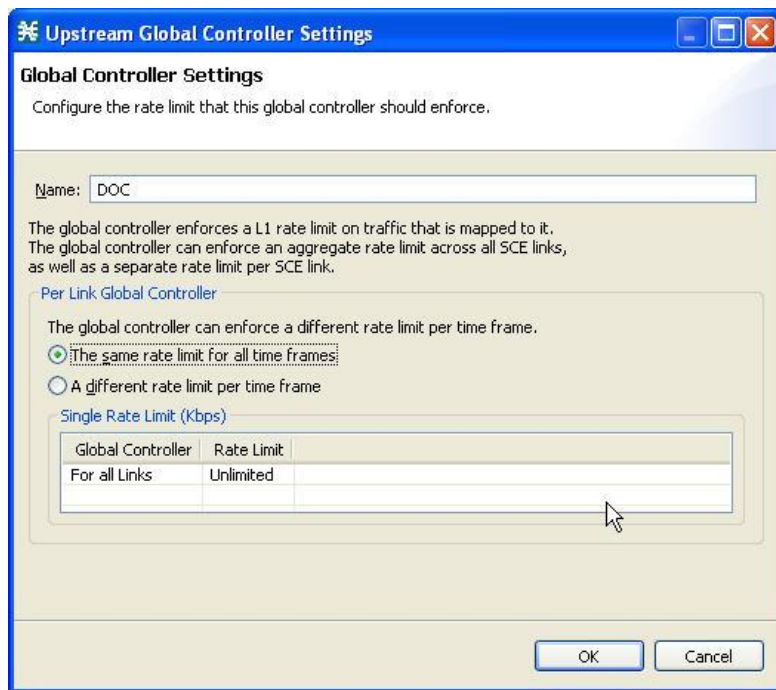 Upstream Global Controller Settings
Global Controller Settings
Configure the rate limit that this global controller should enforce.
Name: DOC
The global controller enforces a L1 rate limit on traffic that is mapped to it.
The global controller can enforce an aggregate rate limit across all SCE links,
as well as a separate rate limit per SCE link.
Per Link Global Controller
The global controller can enforce a different rate limit per time frame.
The same rate limit for all time frames
A different rate limit per time frame
Single Rate Limit (Kbps)
Global Controller Rate Limit
For all Links Unlimited
OK Cancel